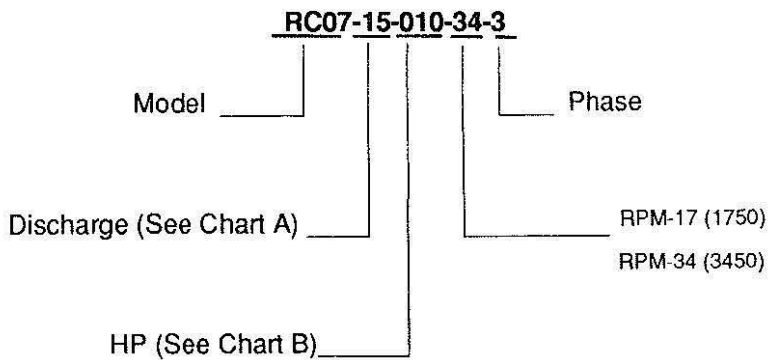 RC07-15-010-34-3
Model
Phase
Discharge (See Chart A)
RPM-17 (1750)
RPM-34 (3450)
HP (See Chart B)